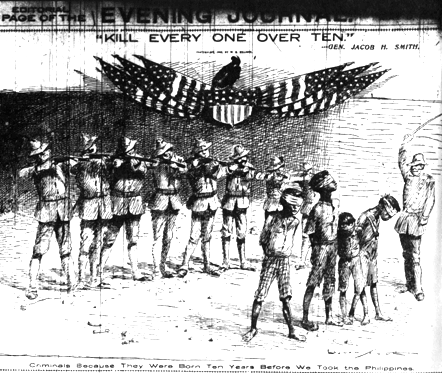 EDITORIAL
PAGE OF THE EVENING JOURNAL.
"KILL EVERY ONE OVER TEN."
—GEN. JACOB H. SMITH.
Criminals Because They Were Born Ten Years Before We Took the Philippines.